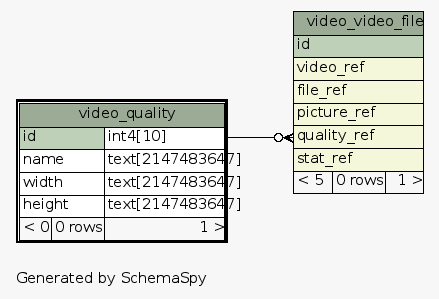 video_video_file
id
video_ref
file_ref
picture_ref
quality_ref
stat_ref
< 5 0 rows 1 >
video_quality
id int4[10]
name text[2147483647]
width text[2147483647]
height text[2147483647]
< 0 0 rows 1 >
Generated by SchemaSpy